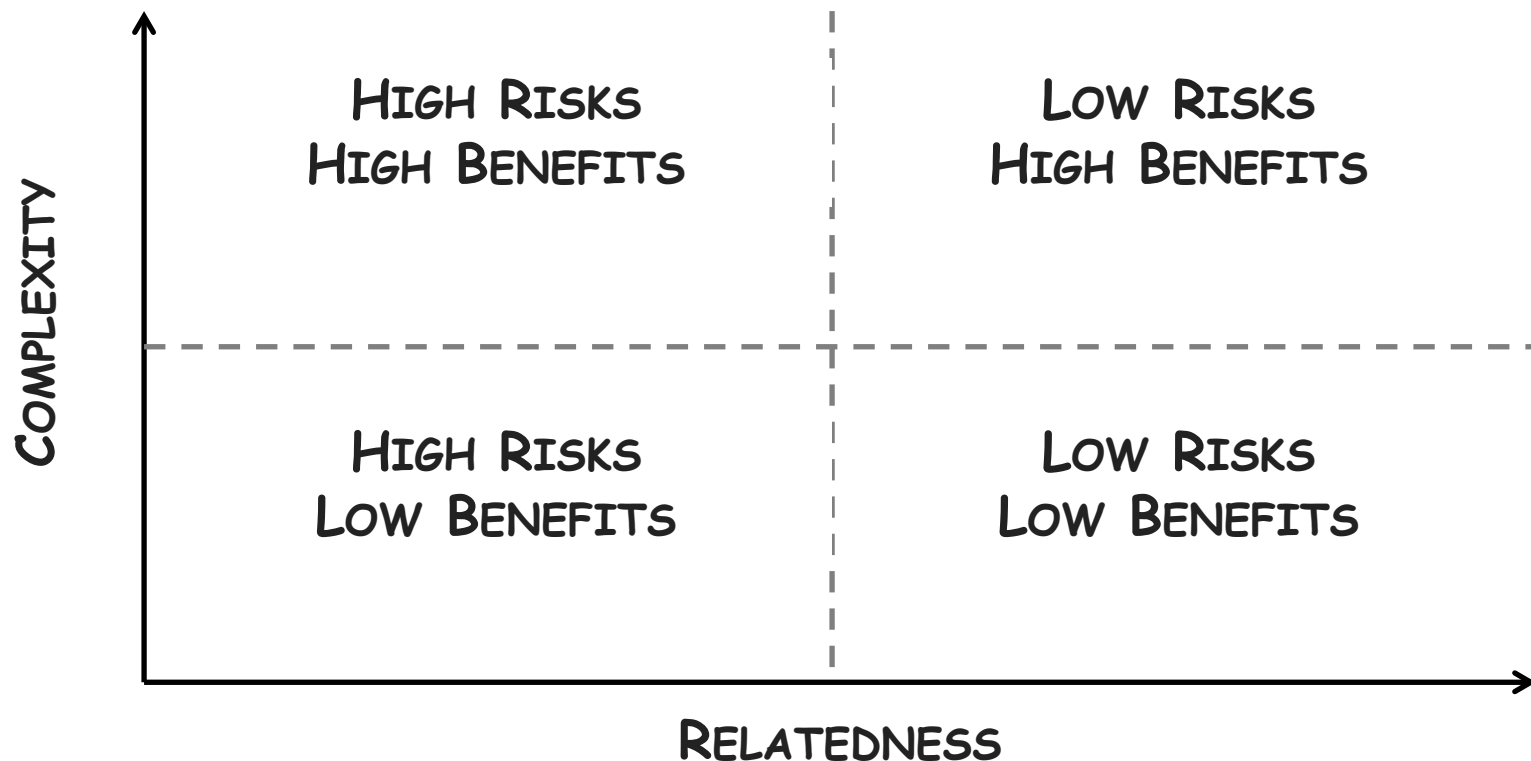 High Risks
High Benefits
Low Risks
High Benefits
Complexity
High Risks
Low Benefits
Low Risks
Low Benefits
Relatedness